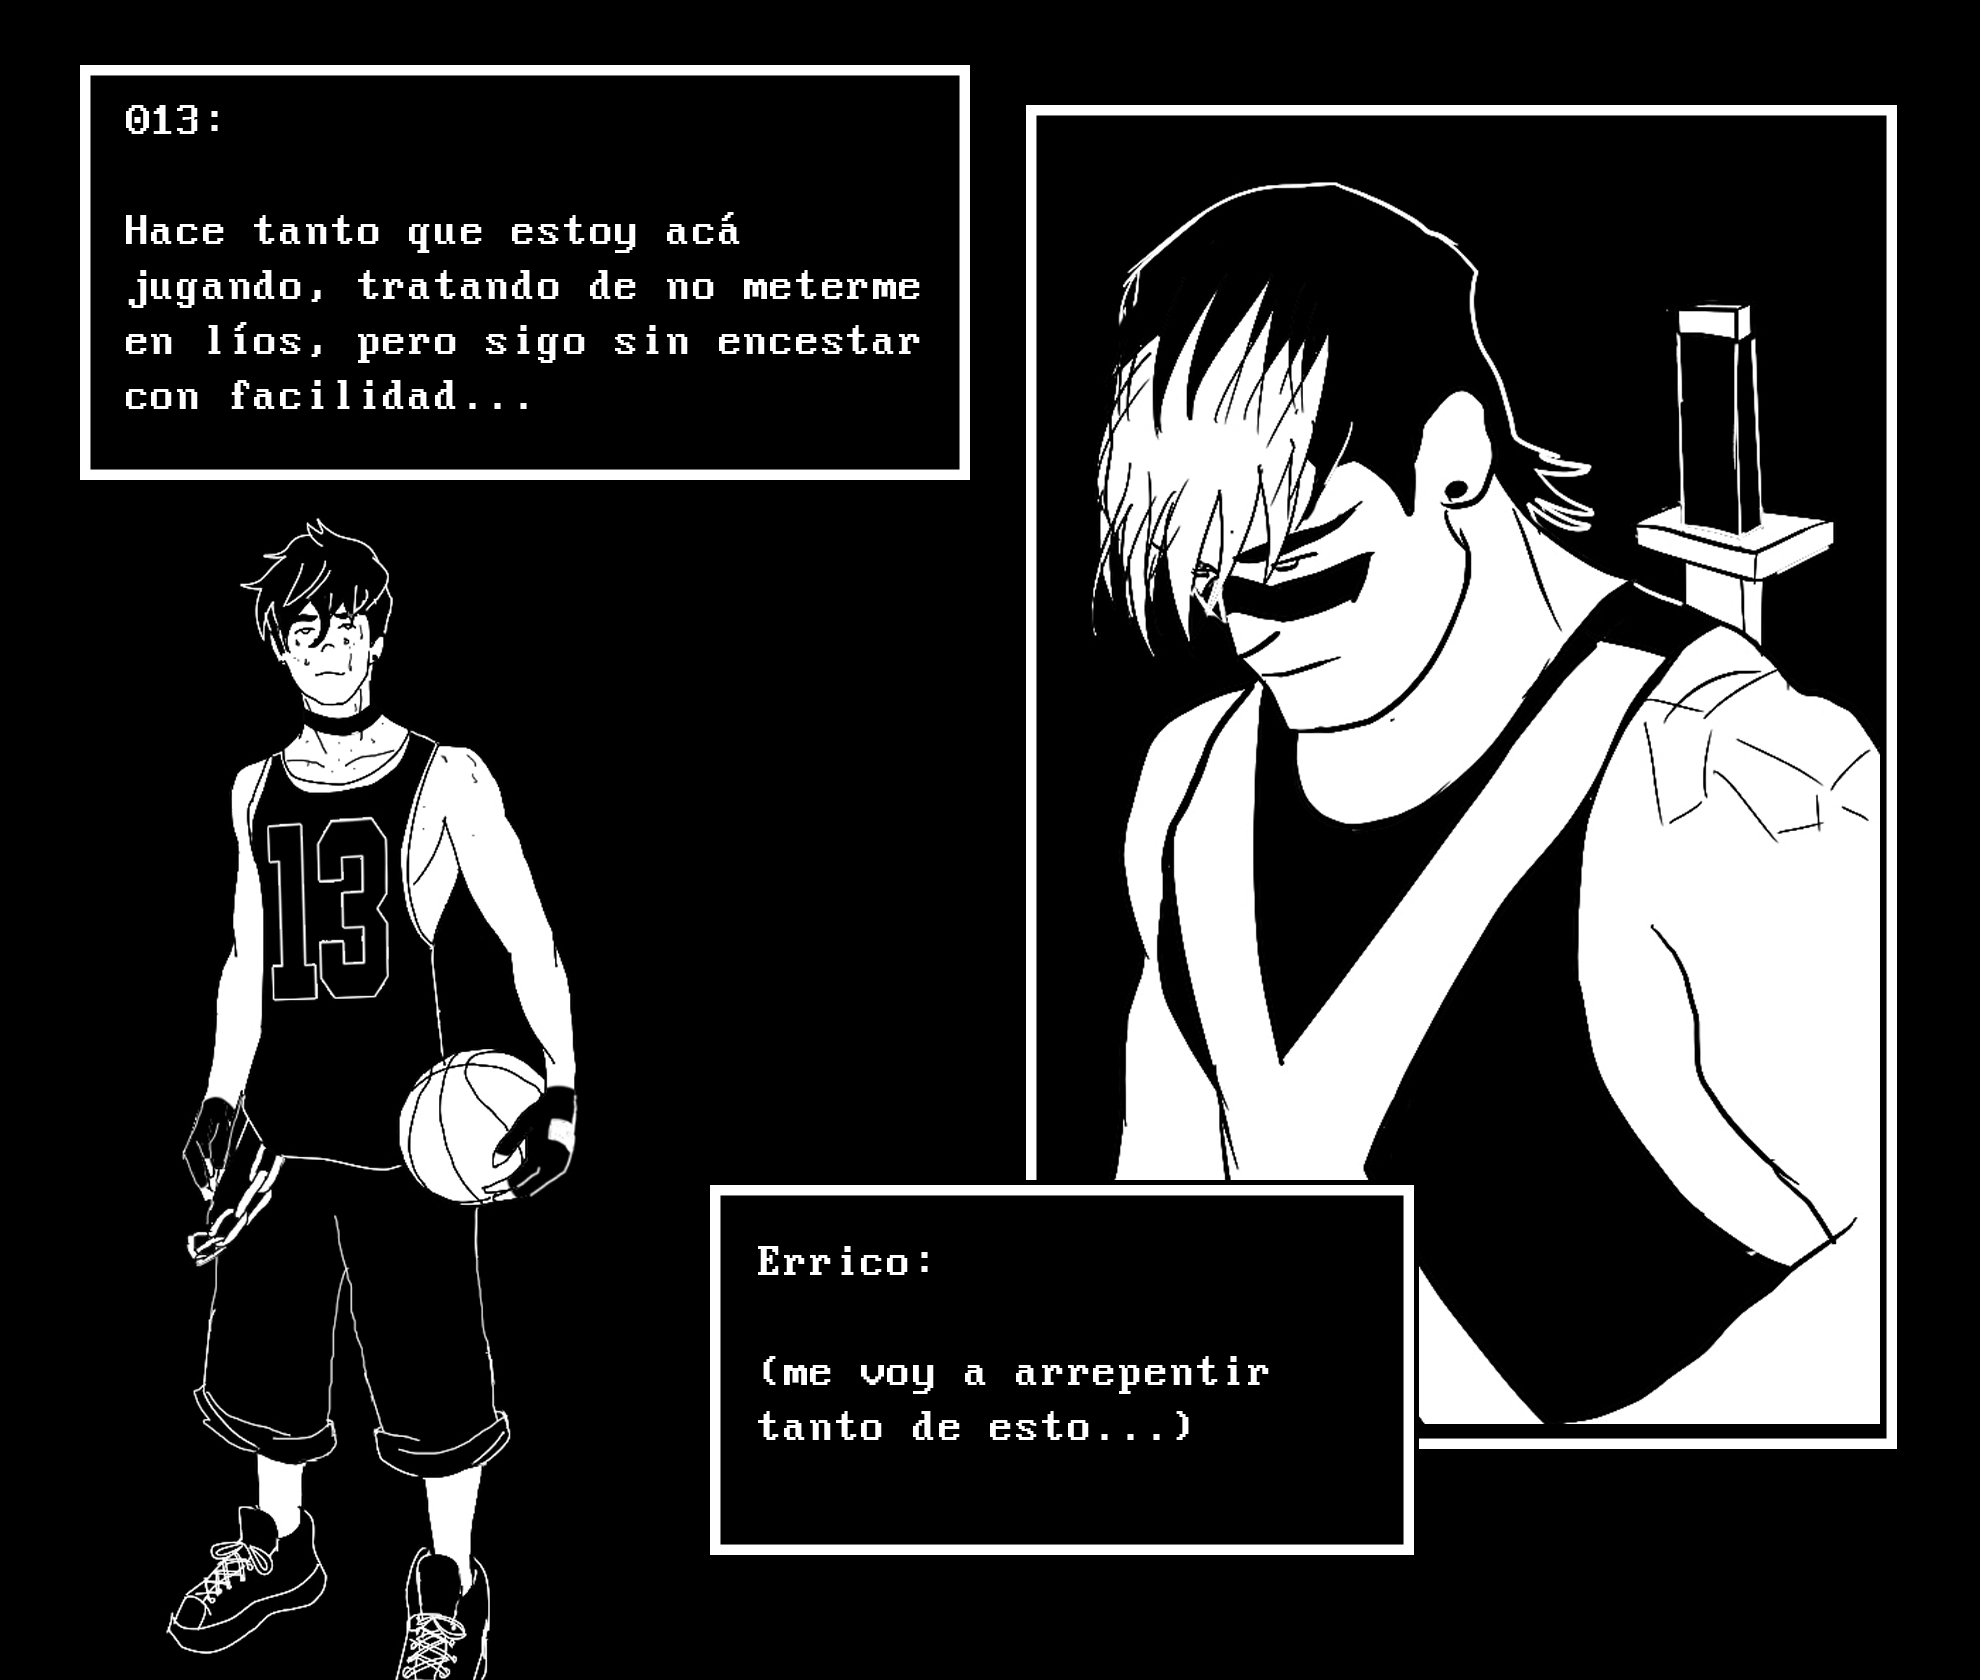 013:
Hace tanto que estoy acá
jugando, tratando de no meterme
en líos, pero sigo sin encestar
con facilidad...
13
Errico:
(me voy a arrepentir
tanto de esto...)